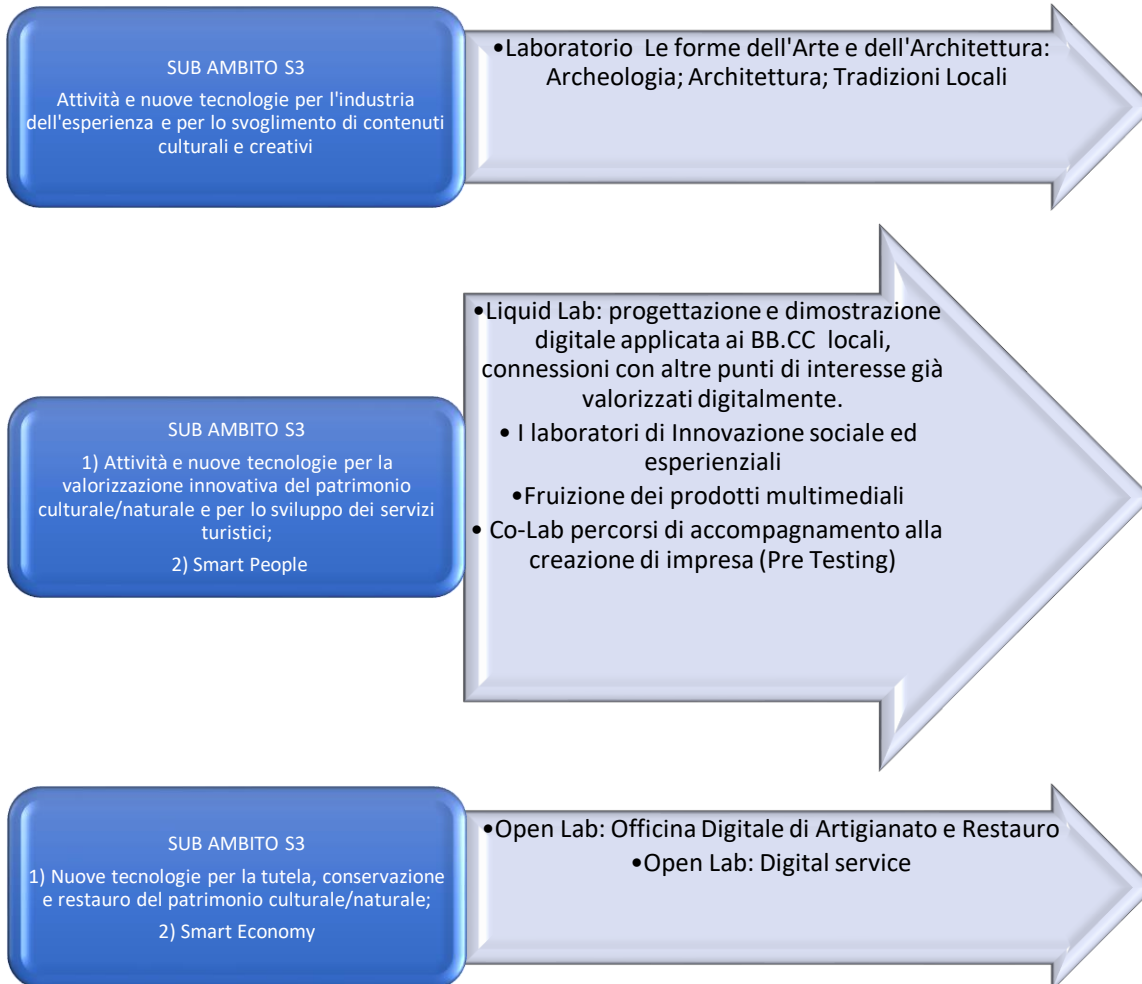 SUB AMBITO S3
Attività e nuove tecnologie per l'industria
dell'esperienza e per lo svoglimento di contenuti
culturali e creativi
•Laboratorio  Le forme dell'Arte e dell'Architettura:
Archeologia; Architettura; Tradizioni Locali
SUB AMBITO S3
1) Attività e nuove tecnologie per la
valorizzazione innovativa del patrimonio
culturale/naturale e per lo sviluppo dei servizi
turistici;
2) Smart People
•Liquid Lab: progettazione e dimostrazione
digitale applicata ai BB.CC  locali,
connessioni con altre punti di interesse già
valorizzati digitalmente.
• I laboratori di Innovazione sociale ed
esperienziali
•Fruizione dei prodotti multimediali
• Co-Lab percorsi di accompagnamento alla
creazione di impresa (Pre Testing)
SUB AMBITO S3
1) Nuove tecnologie per la tutela, conservazione
e restauro del patrimonio culturale/naturale;
2) Smart Economy
•Open Lab: Officina Digitale di Artigianato e Restauro
•Open Lab: Digital service